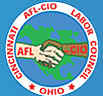 CINCINNATI AFL-CIO LABOR COUNCIL
AFL CIO
OHIO